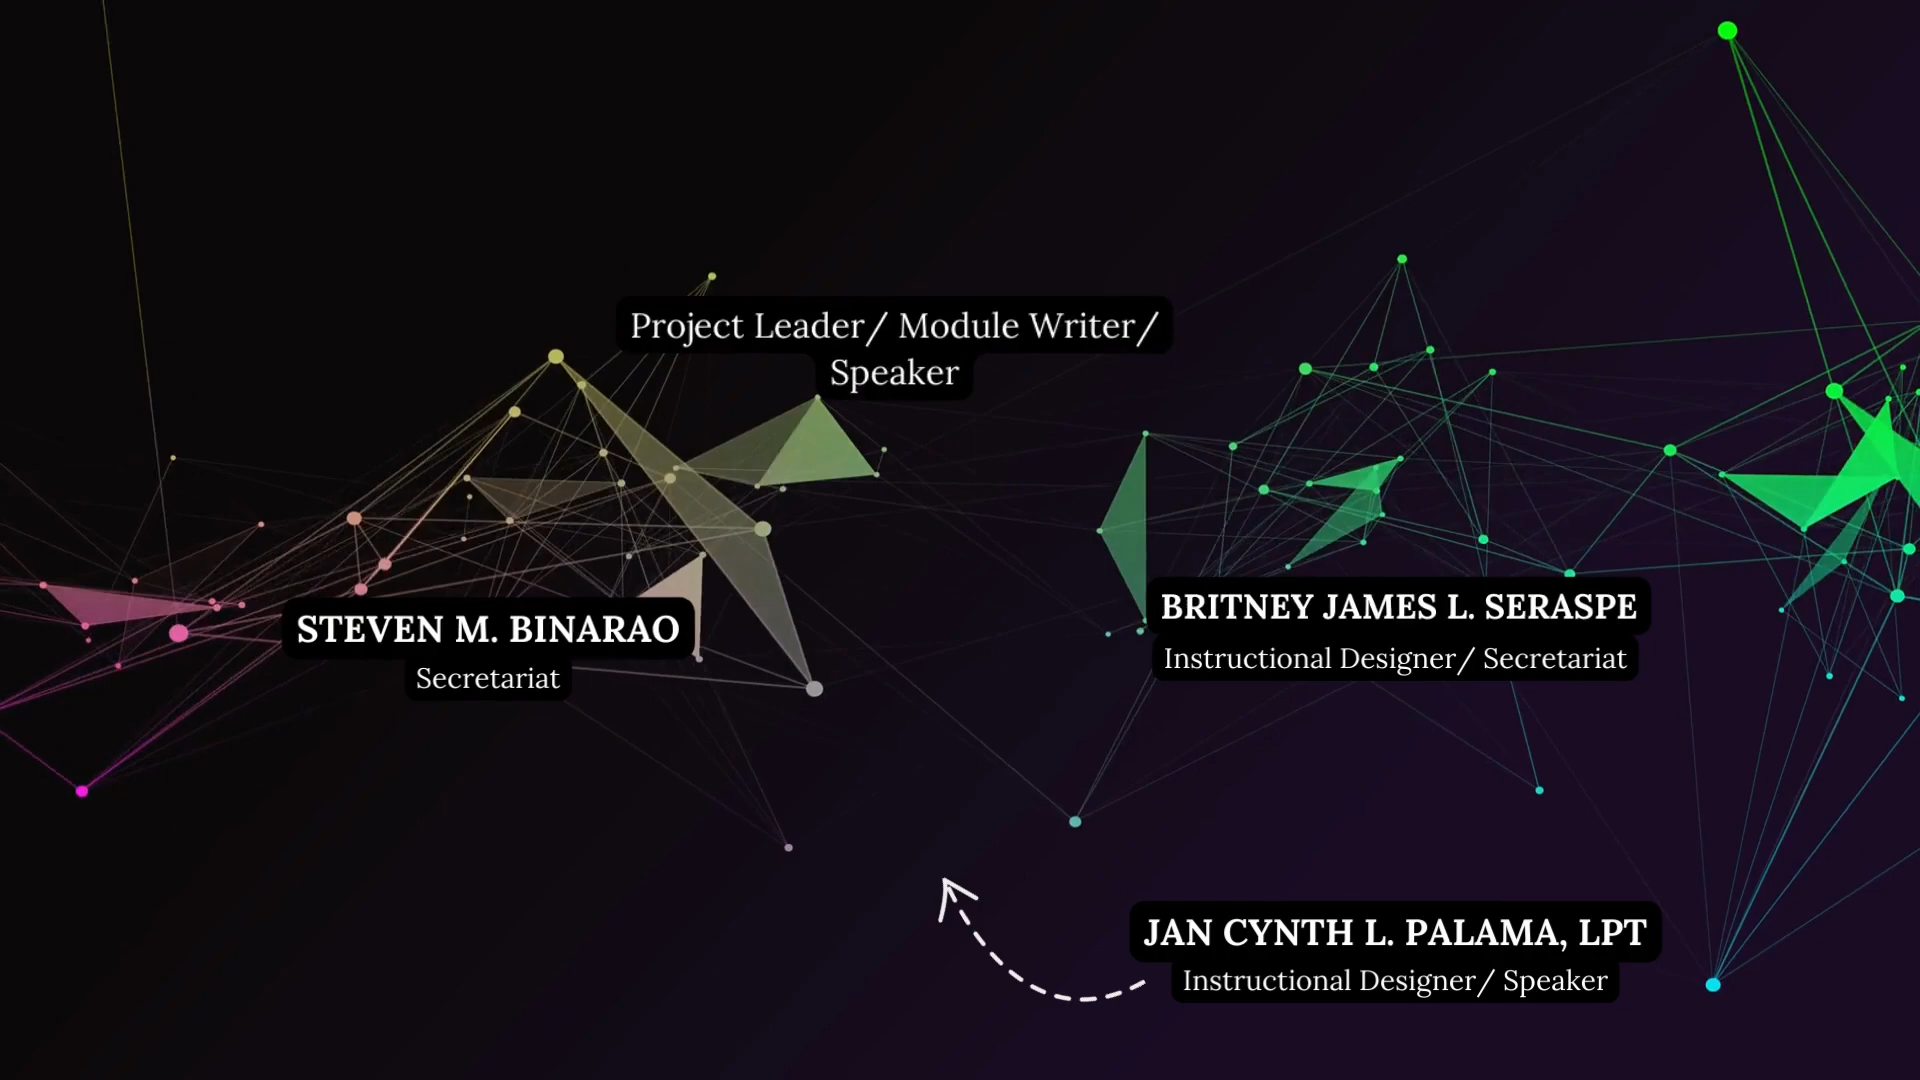 Project Leader/ Module Writer/
Speaker
STEVEN M. BINARAO
Secretariat
BRITNEY JAMES L. SERASPE
Instructional Designer/ Secretariat
JAN CYNTH L. PALAMA, LPT
Instructional Designer/ Speaker